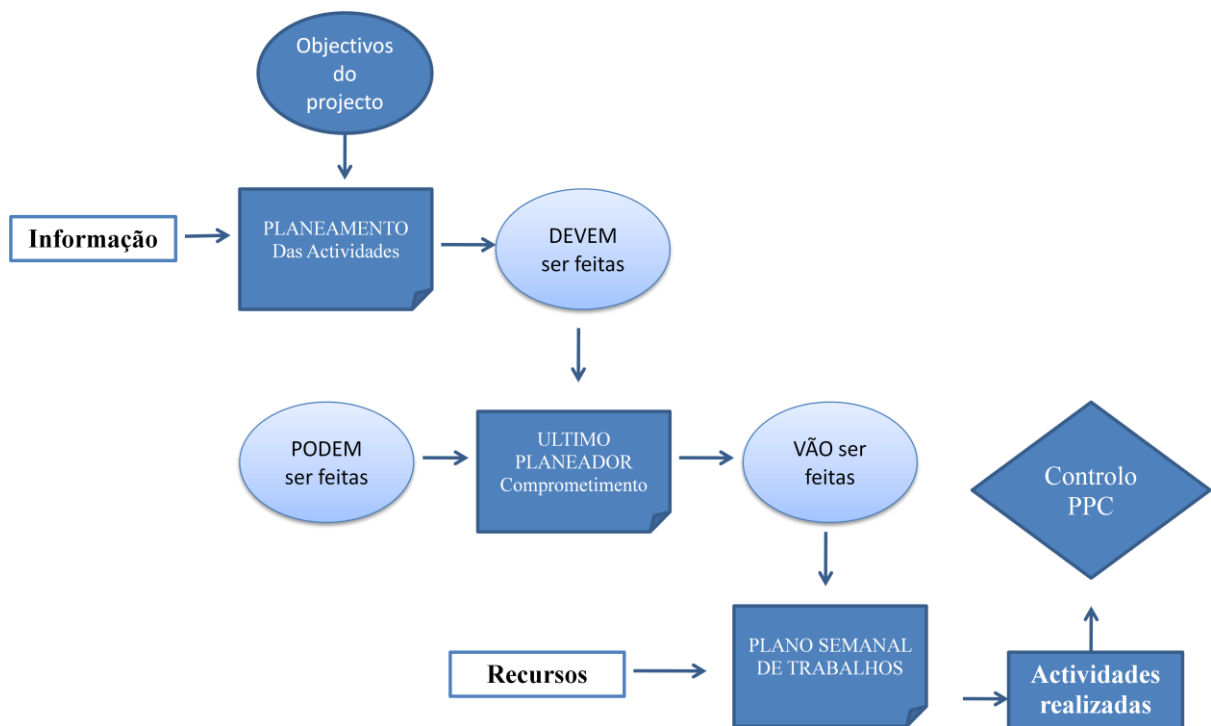 Objectivos
do
projecto
Informação
PLANEAMENTO
Das Actividades
DEVEM
ser feitas
PODEM
ser feitas
ULTIMO
PLANEADOR
Comprometimento
VÃO ser
feitas
Controlo
PPC
Recursos
PLANO SEMANAL
DE TRABALHOS
Actividades
realizadas